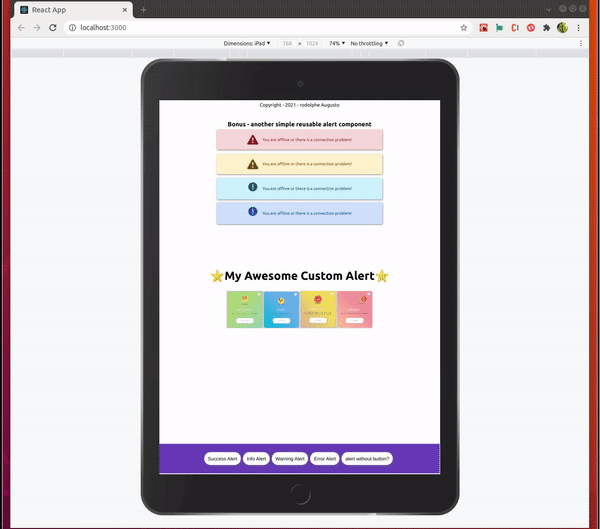 React App
localhost:3000
Dimensions: iPad ▼ 768 × 1024 74% ▼ No throttling ▼
Copyright - 2021 - rodolphe Augusto
Bonus - another simple reusable alert component
You are offline or there is a connection problem!
You are offline or there is a connection problem!
You are offline or there is a connection problem!
You are offline or there is a connection problem!
My Awesome Custom Alert
Success Alert Info Alert Warning Alert Error Alert alert without button?